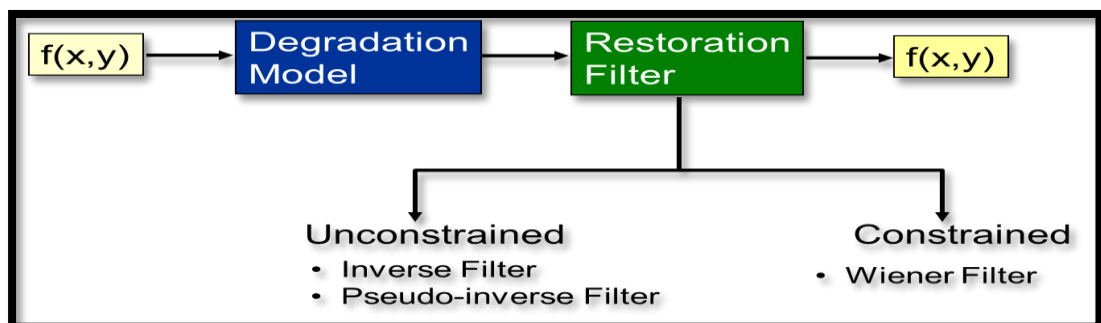 f(x,y)
Degradation
Model
Restoration
Filter
f(x,y)
Unconstrained
• Inverse Filter
• Pseudo-inverse Filter
Constrained
• Wiener Filter